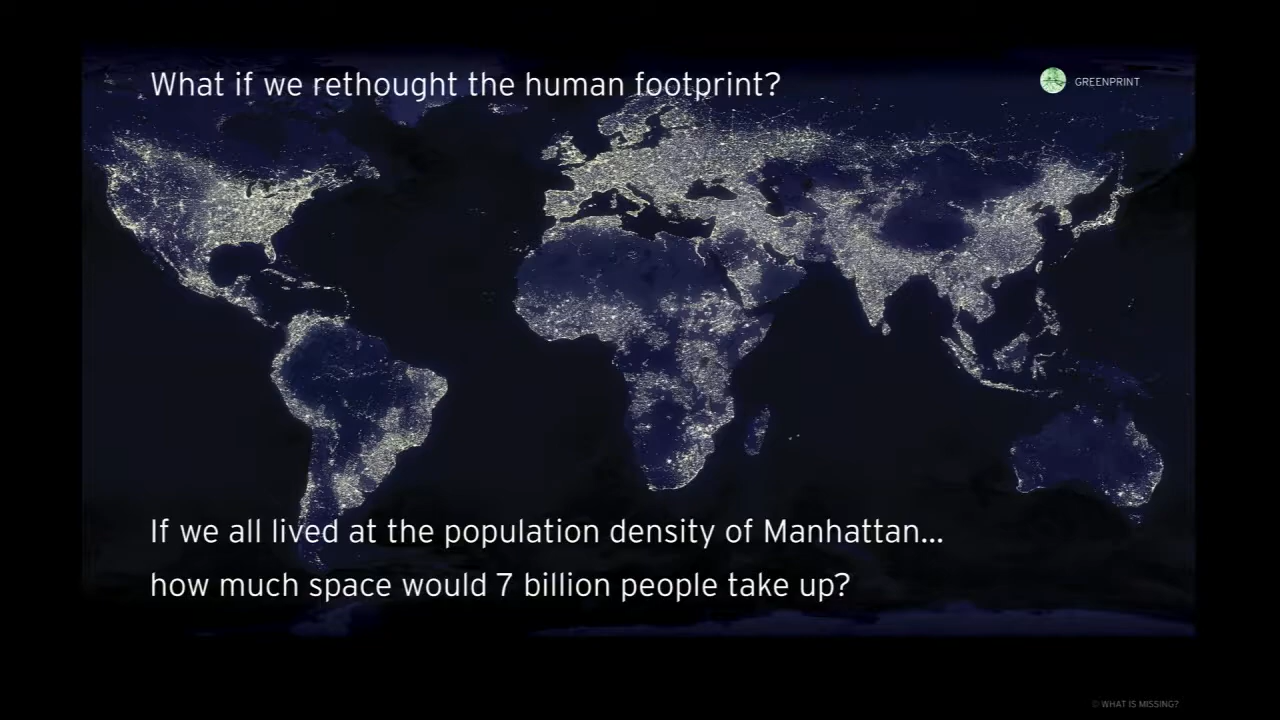 What if we rethought the human footprint?
GREENPRINT
If we all lived at the population density of Manhattan...
how much space would 7 billion people take up?
© WHAT IS MISSING?